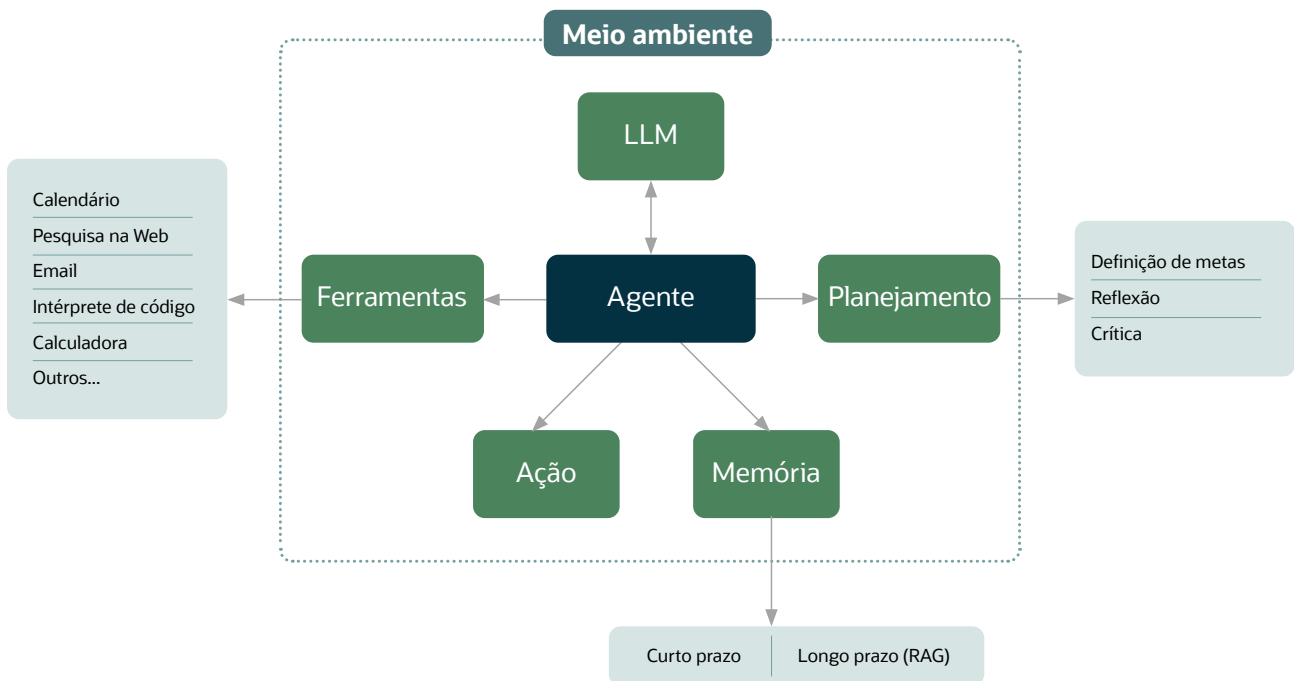 Meio ambiente
LLM
Calendário
Pesquisa na Web
Email
Intérprete de código
Calculadora
Outros...
Ferramentas
Agente
Planejamento
Definição de metas
Reflexão
Crítica
Ação
Memória
Curto prazo
Longo prazo (RAG)